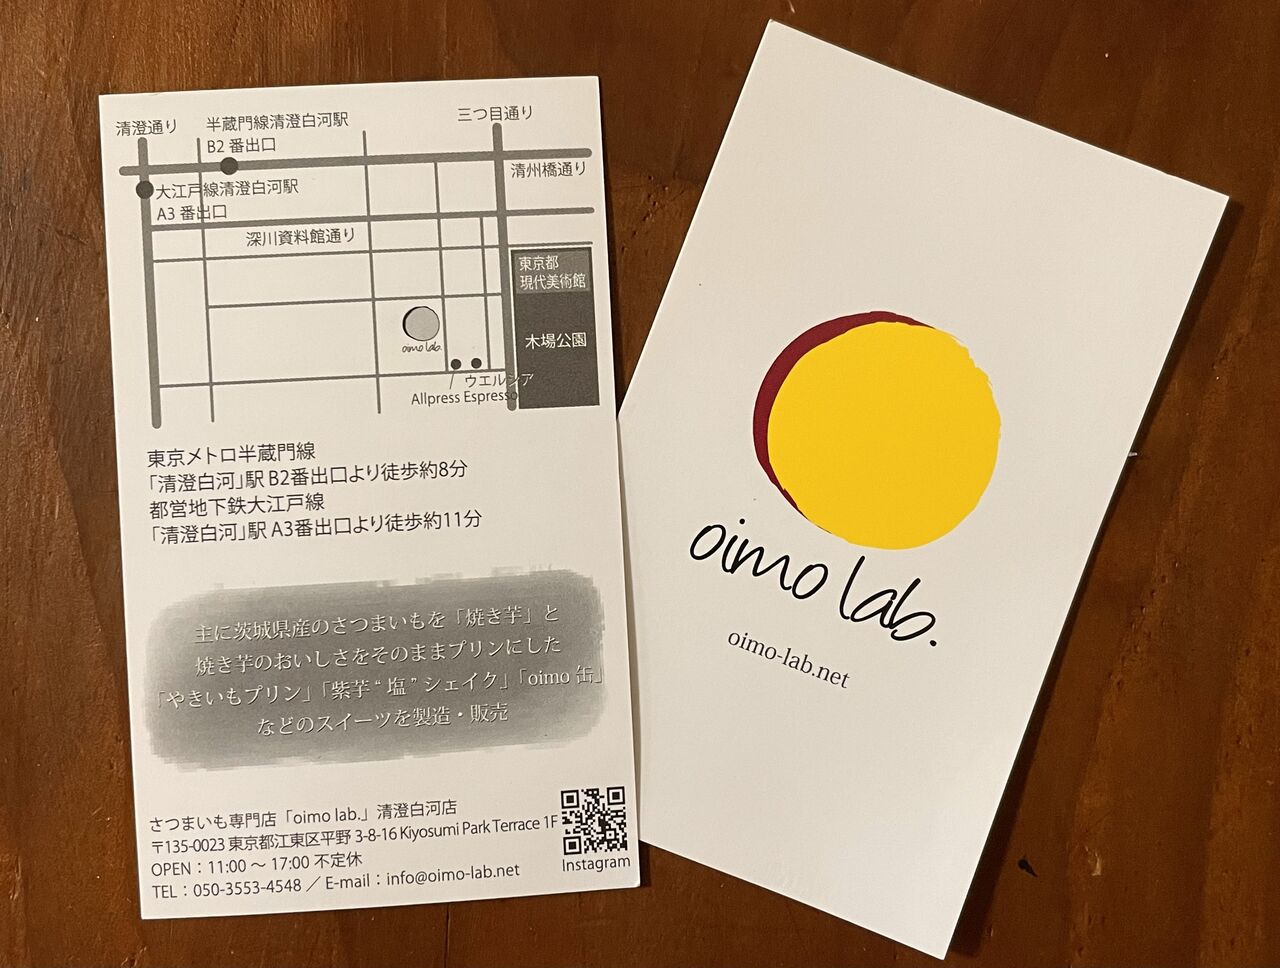 清澄通り
半蔵門線清澄白河駅
B2 番出口
三つ目通り
清州橋通り
大江戸線清澄白河駅
A3 番出口
深川資料館通り
東京都
現代美術館
木場公園
oimo lab.
ウエルシア
Allpress Espresso
東京メトロ半蔵門線
「清澄白河」駅 B2番出口より徒歩約8分
都営地下鉄大江戸線
「清澄白河」駅 A3番出口より徒歩約11分
主に茨城県産のさつまいもを「焼き芋」と
焼き芋のおいしさをそのままプリンにした
「やきいもプリン」「紫芋“塩”シェイク」「oimo 缶」
などのスイーツを製造・販売
さつまいも専門店「oimo lab.」清澄白河店
〒135-0023 東京都江東区平野 3-8-16 Kiyosumi Park Terrace 1F
OPEN：11:00 ～ 17:00 不定休
TEL：050-3553-4548 ／ E-mail：info@oimo-lab.net
Instagram
oimo lab.
oimo-lab.net